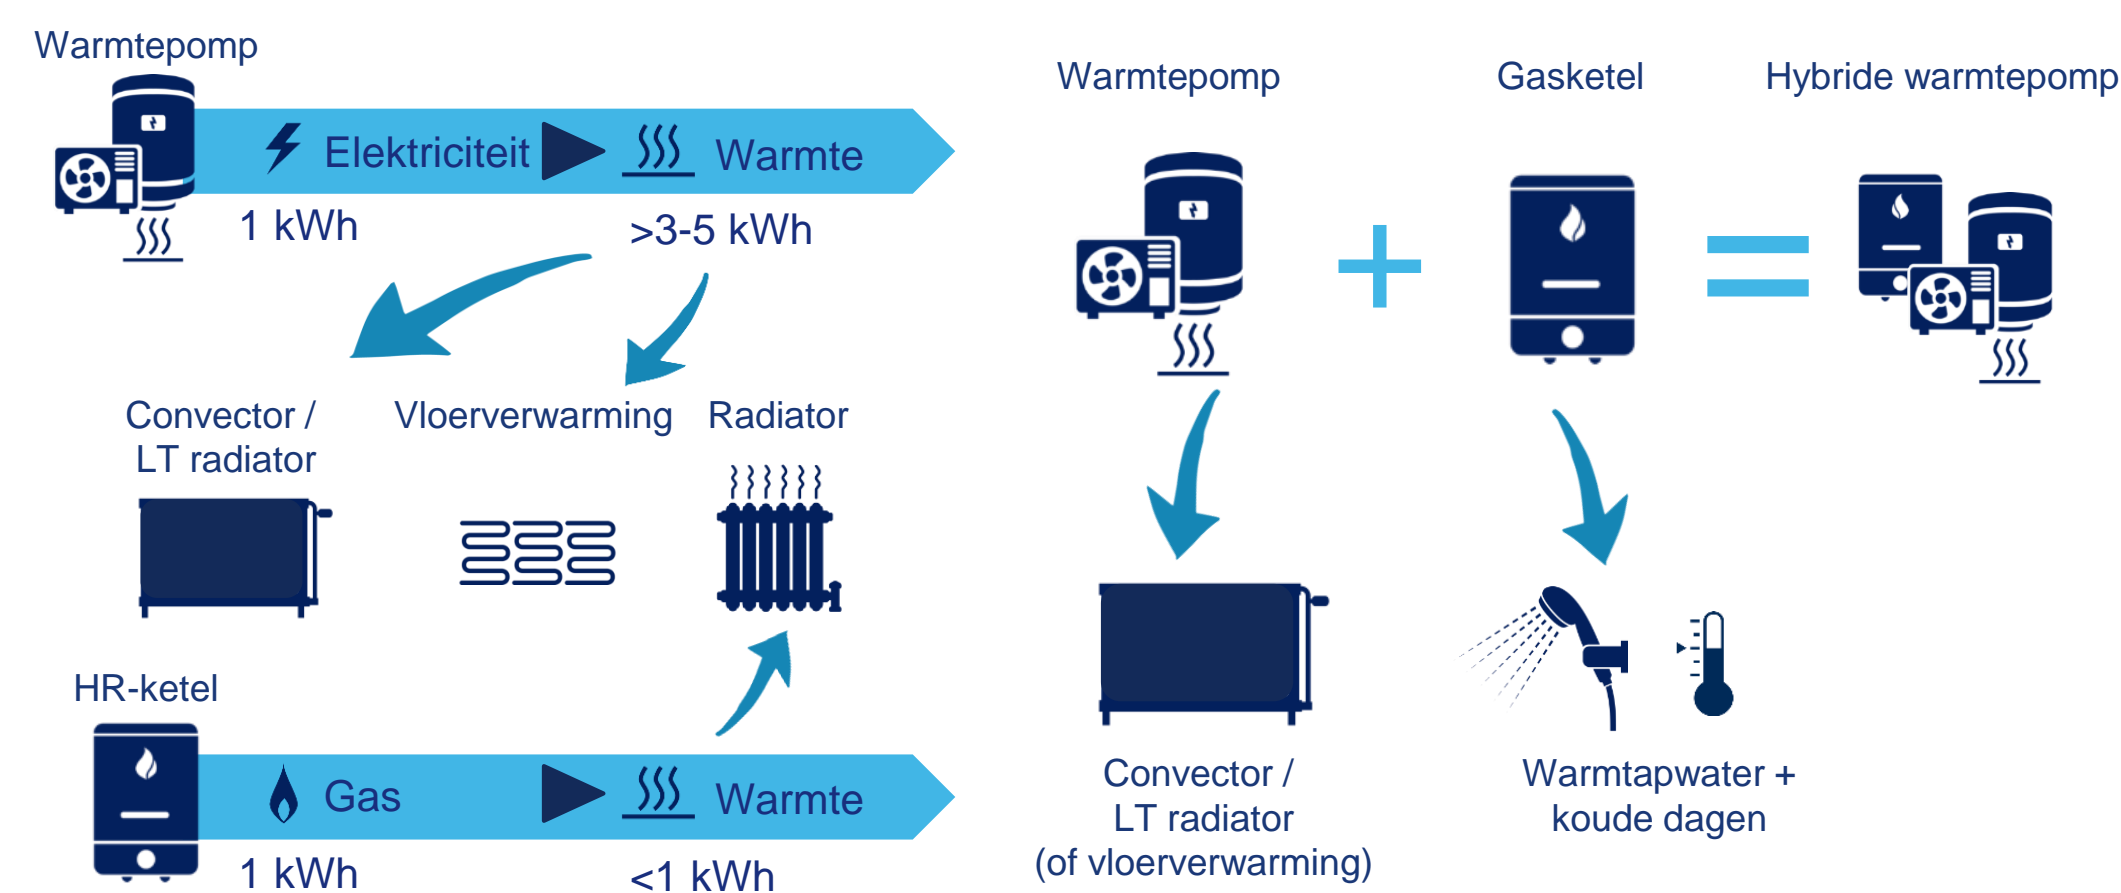 Warmtepomp
Elektriciteit
Warmte
1 kWh
>3-5 kWh
Convector /
LT radiator
Vloerverwarming
Radiator
HR-ketel
Gas
Warmte
1 kWh
<1 kWh
Warmtepomp
Gasketel
Hybride warmtepomp
Convector /
LT radiator
(of vloerverwarming)
Warmtapwater +
koude dagen